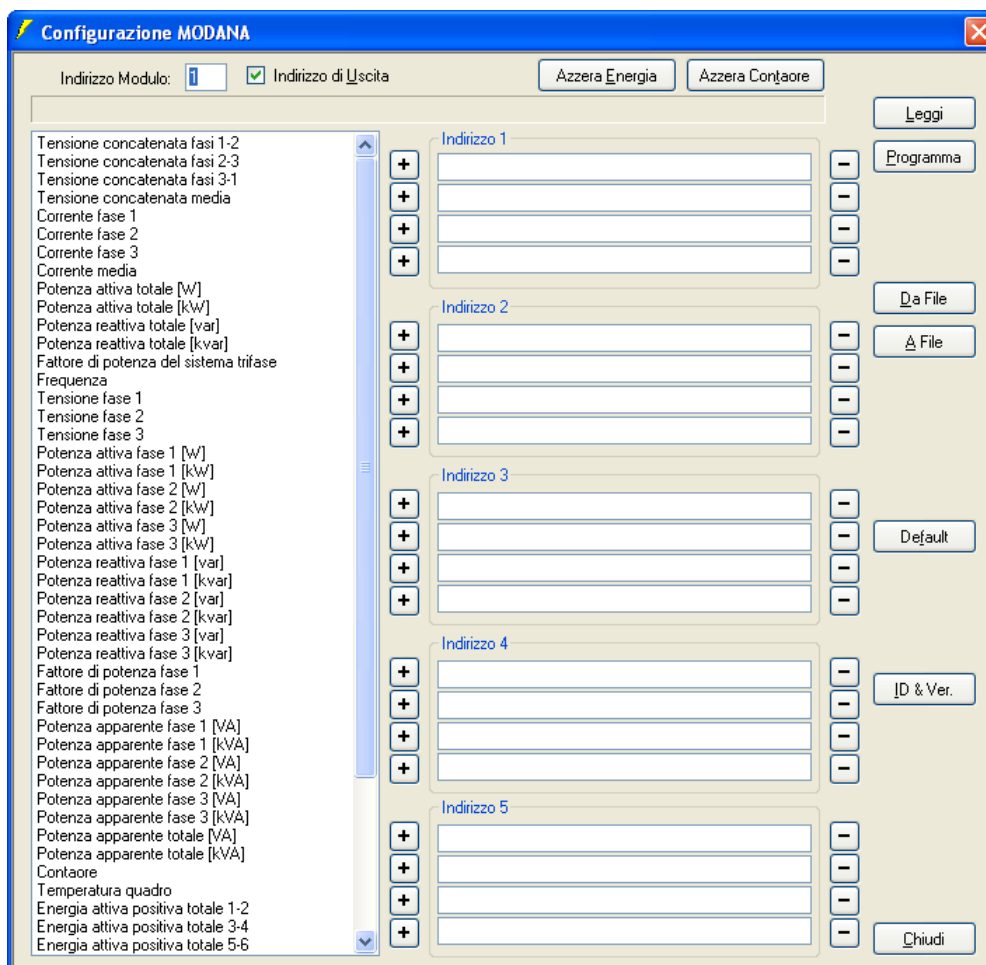 Configurazione MODANA
Indirizzo Modulo: 1 Indirizzo di Uscita Azzera Energia Azzera Contaore
Leggi
Programma
Da File
A File
Default
ID & Ver.
Chiudi
Tensione concatenata fasi 1-2
Tensione concatenata fasi 2-3
Tensione concatenata fasi 3-1
Tensione concatenata media
Corrente fase 1
Corrente fase 2
Corrente fase 3
Corrente media
Potenza attiva totale [W]
Potenza attiva totale [kW]
Potenza reattiva totale [var]
Potenza reattiva totale [kvar]
Fattore di potenza del sistema trifase
Frequenza
Tensione fase 1
Tensione fase 2
Tensione fase 3
Potenza attiva fase 1 [W]
Potenza attiva fase 1 [kW]
Potenza attiva fase 2 [W]
Potenza attiva fase 2 [kW]
Potenza attiva fase 3 [W]
Potenza attiva fase 3 [kW]
Potenza reattiva fase 1 [var]
Potenza reattiva fase 1 [kvar]
Potenza reattiva fase 2 [var]
Potenza reattiva fase 2 [kvar]
Potenza reattiva fase 3 [var]
Potenza reattiva fase 3 [kvar]
Fattore di potenza fase 1
Fattore di potenza fase 2
Fattore di potenza fase 3
Potenza apparente fase 1 [VA]
Potenza apparente fase 1 [kVA]
Potenza apparente fase 2 [VA]
Potenza apparente fase 2 [kVA]
Potenza apparente fase 3 [VA]
Potenza apparente fase 3 [kVA]
Potenza apparente totale [VA]
Potenza apparente totale [kVA]
Contaore
Temperatura quadro
Energia attiva positiva totale 1-2
Energia attiva positiva totale 3-4
Energia attiva positiva totale 5-6
Indirizzo 1
+ −
+ −
+ −
+ −
Indirizzo 2
+ −
+ −
+ −
+ −
Indirizzo 3
+ −
+ −
+ −
+ −
Indirizzo 4
+ −
+ −
+ −
+ −
Indirizzo 5
+ −
+ −
+ −
+ −